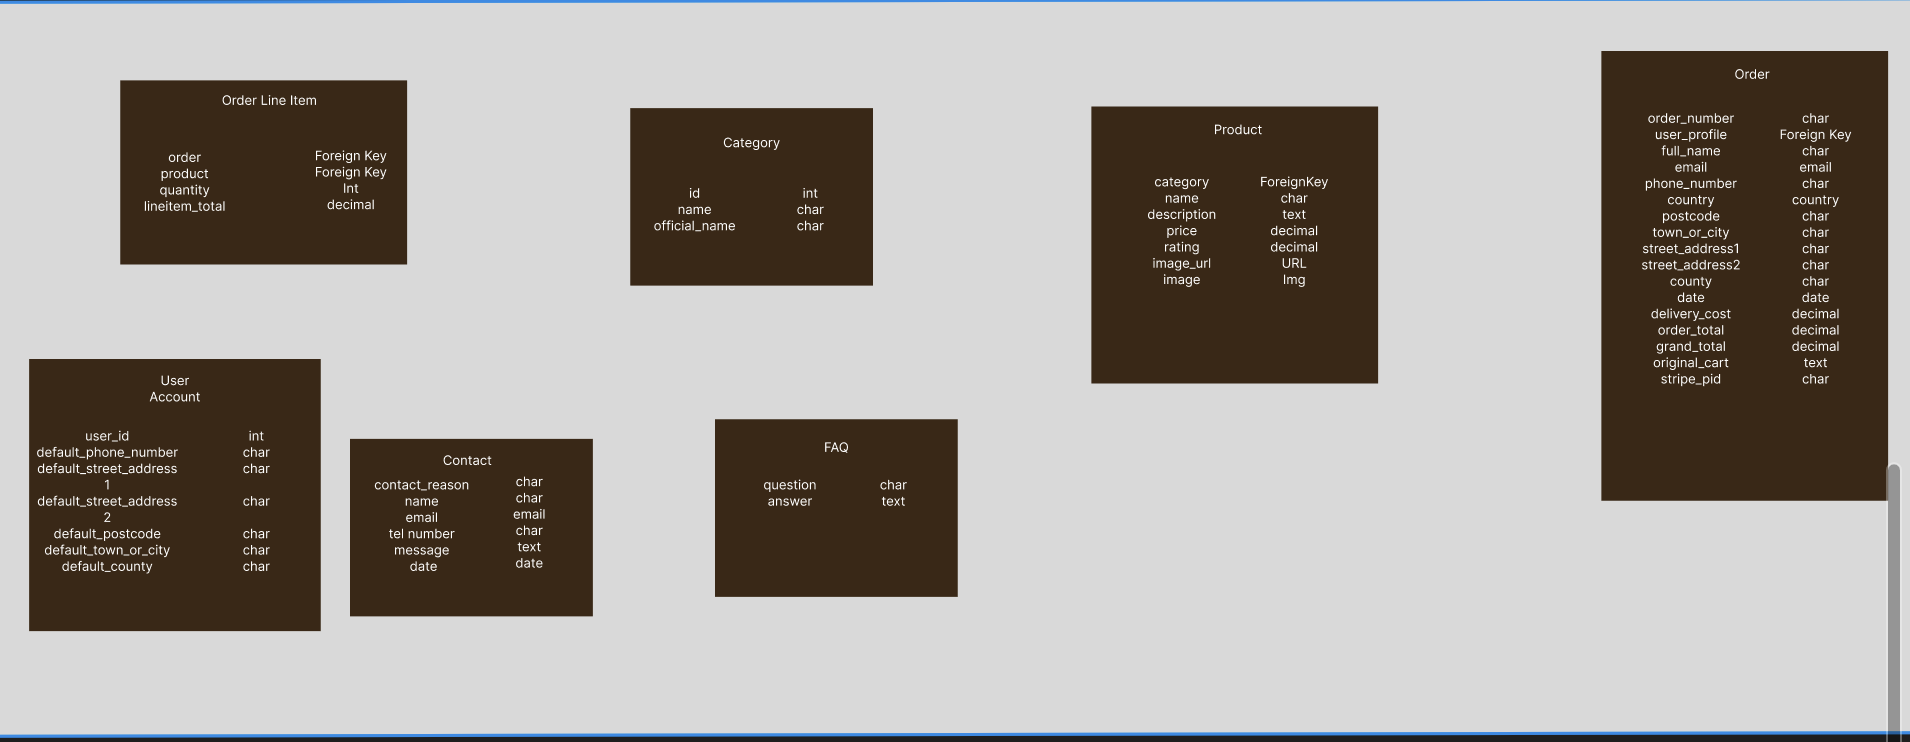 Order Line Item
order Foreign Key
product Foreign Key
quantity Int
lineitem_total decimal
Category
id int
name char
official_name char
Product
category ForeignKey
name char
description text
price decimal
rating decimal
image_url URL
image Img
Order
order_number char
user_profile Foreign Key
full_name char
email email
phone_number char
country country
postcode char
town_or_city char
street_address1 char
street_address2 char
county char
date date
delivery_cost decimal
order_total decimal
grand_total decimal
original_cart text
stripe_pid char
User
Account
user_id int
default_phone_number char
default_street_address char
1
default_street_address char
2
default_postcode char
default_town_or_city char
default_county char
Contact
contact_reason char
name char
email email
tel number char
message text
date date
FAQ
question char
answer text